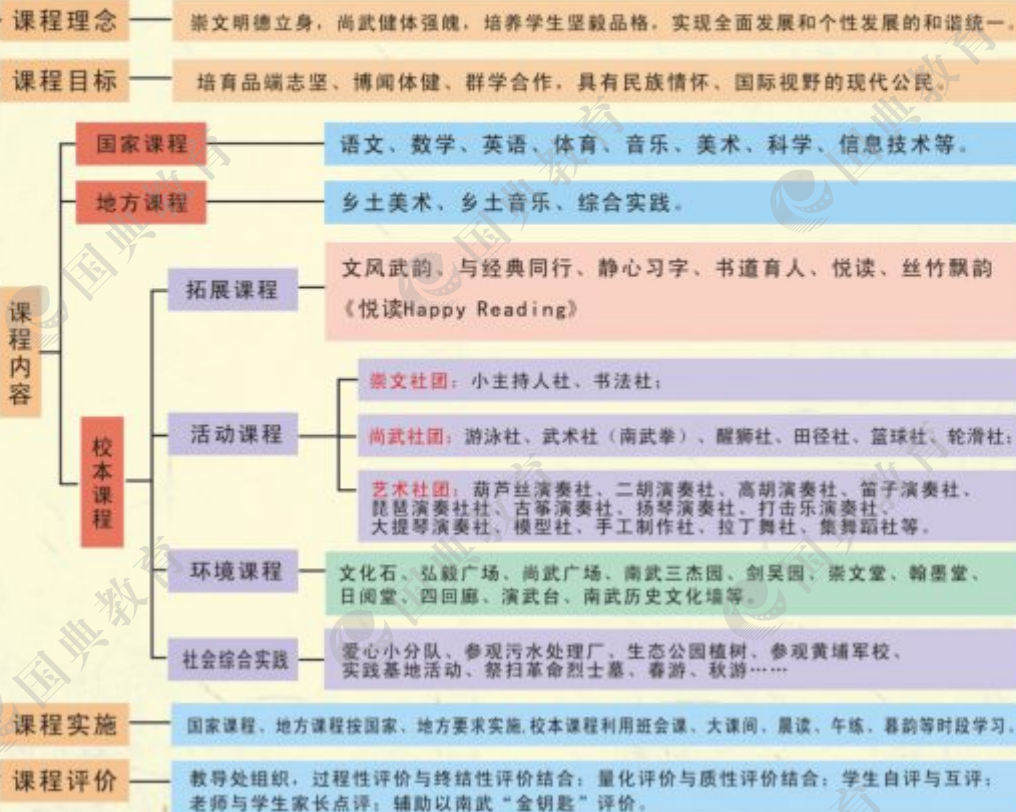 课程理念
崇文明德立身，尚武健体强魄，培养学生坚毅品格，实现全面发展和个性发展的和谐统一。
课程目标
培育品端志坚、博闻体健、群学合作，具有民族情怀、国际视野的现代公民。
课程内容
国家课程
语文、数学、英语、体育、音乐、美术、科学、信息技术等。
地方课程
乡土美术、乡土音乐、综合实践。
校本课程
拓展课程
文风武韵、与经典同行、静心习字、书道育人、悦读、丝竹飘韵
《悦读Happy Reading》
活动课程
崇文社团：小主持人社、书法社；
尚武社团：游泳社、武术社（南武拳）、醒狮社、田径社、篮球社、轮滑社；
艺术社团：葫芦丝演奏社、二胡演奏社、高胡演奏社、笛子演奏社、
琵琶演奏社社、古筝演奏社、扬琴演奏社、打击乐演奏社、
大提琴演奏社、模型社、手工制作社、拉丁舞社、集舞蹈社等。
环境课程
文化石、弘毅广场、尚武广场、南武三杰园、剑吴园、崇文堂、翰墨堂、
日阅堂、四回廊、演武台、南武历史文化墙等。
社会综合实践
爱心小分队、参观污水处理厂、生态公园植树、参观黄埔军校、
实践基地活动、祭扫革命烈士墓、春游、秋游……
课程实施
国家课程、地方课程按国家、地方要求实施,校本课程利用班会课、大课间、晨读、午练、暮韵等时段学习。
课程评价
教导处组织，过程性评价与终结性评价结合；量化评价与质性评价结合；学生自评与互评；
老师与学生家长点评；辅助以南武“金钥匙”评价。
国典教育
国典教育
国典教育
国典教育
国典教育
国典教育